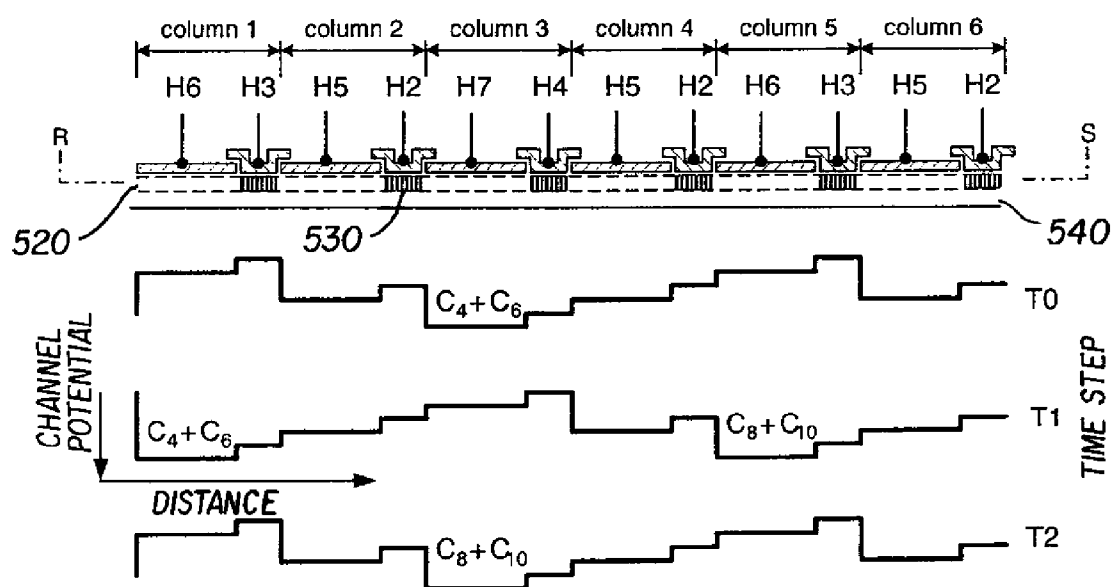 column 1 column 2 column 3 column 4 column 5 column 6
H6 H3 H5 H2 H7 H4 H5 H2 H6 H3 H5 H2
R S
520 530 540
C4+C6 T0
CHANNEL POTENTIAL
TIME STEP
C4+C6 C8+C10 T1
DISTANCE
C8+C10 T2